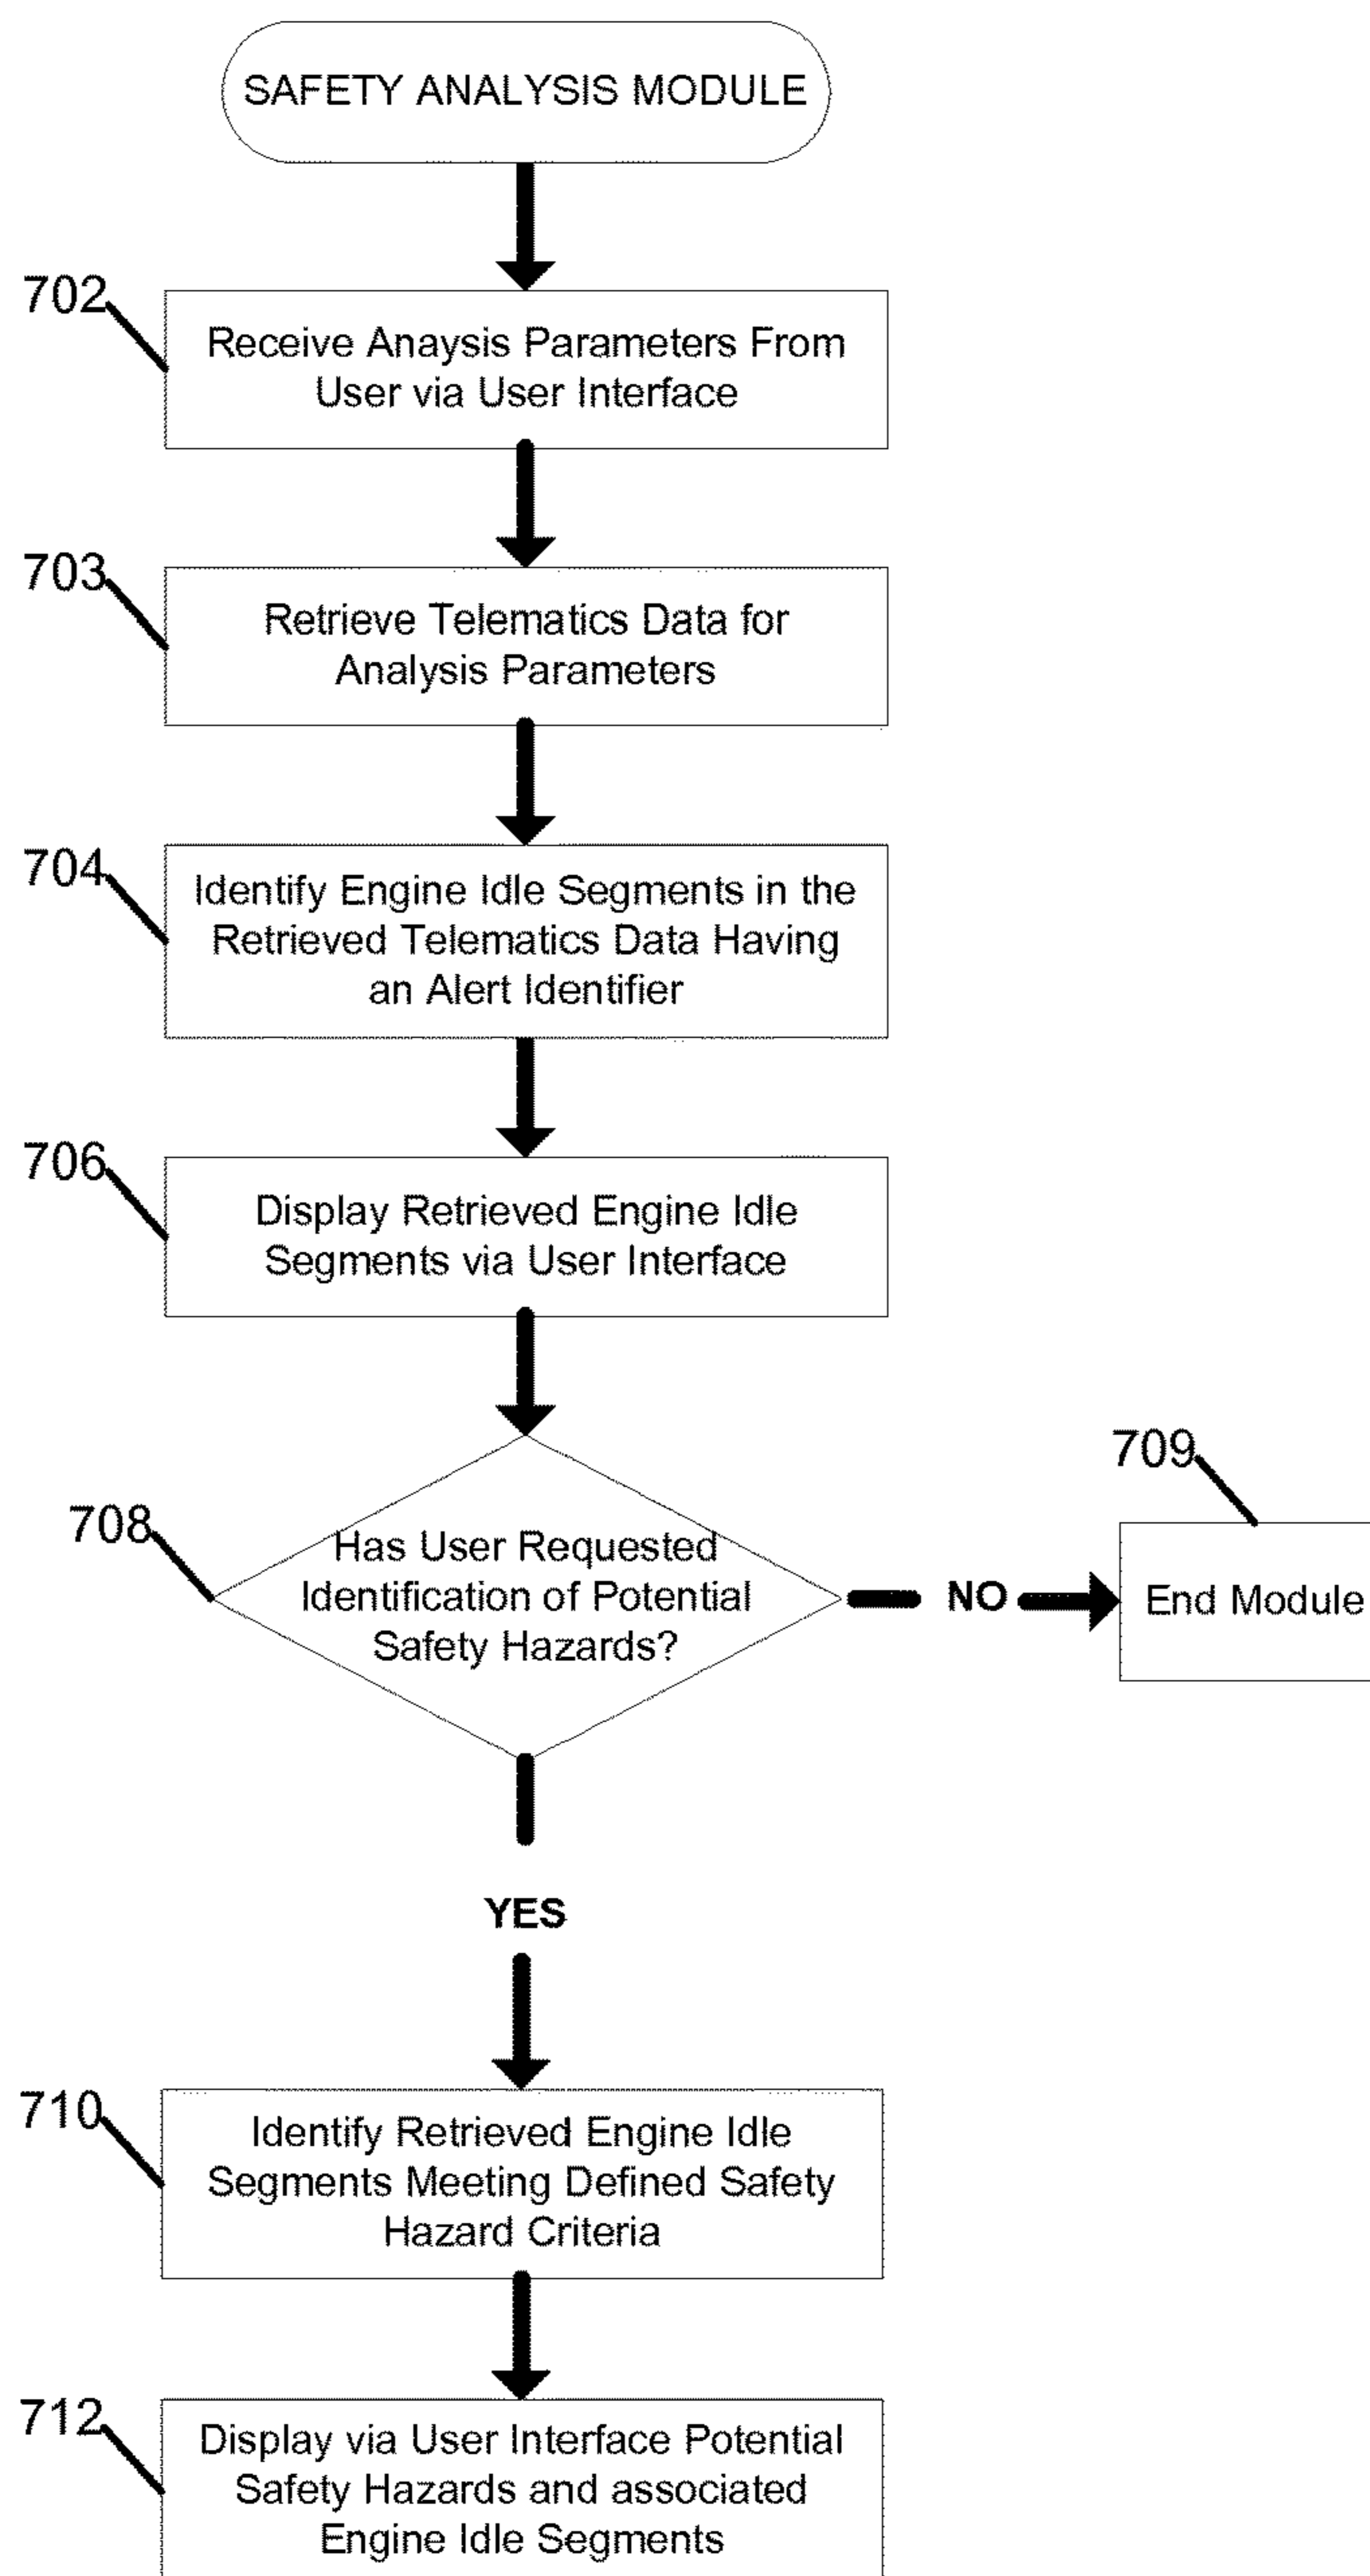 SAFETY ANALYSIS MODULE
702
Receive Anaysis Parameters From
User via User Interface
703
Retrieve Telematics Data for
Analysis Parameters
704
Identify Engine Idle Segments in the
Retrieved Telematics Data Having
an Alert Identifier
706
Display Retrieved Engine Idle
Segments via User Interface
708
Has User Requested
Identification of Potential
Safety Hazards?
NO
709
End Module
YES
710
Identify Retrieved Engine Idle
Segments Meeting Defined Safety
Hazard Criteria
712
Display via User Interface Potential
Safety Hazards and associated
Engine Idle Segments